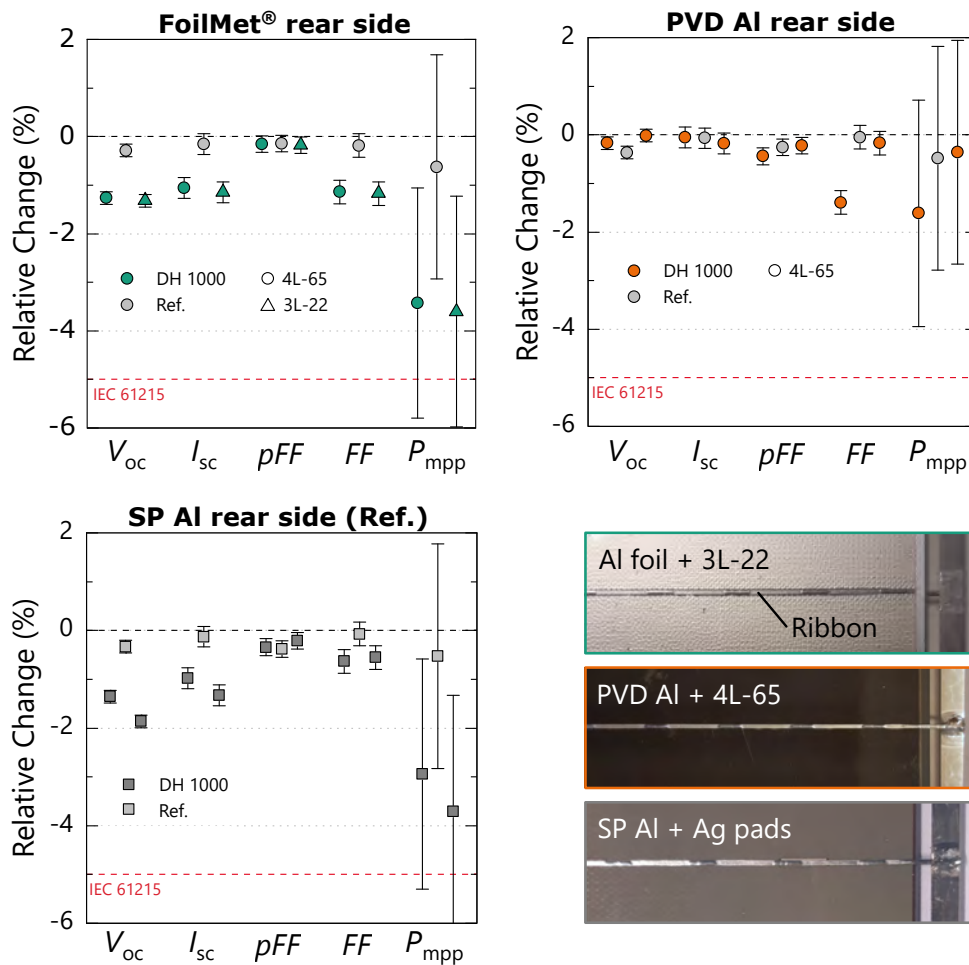 FoilMet® rear side
Relative Change (%)
2
0
-2
-4
-6
DH 1000
4L-65
Ref.
3L-22
IEC 61215
Voc
Isc
pFF
FF
Pmpp
PVD Al rear side
Relative Change (%)
2
0
-2
-4
-6
DH 1000
4L-65
Ref.
IEC 61215
Voc
Isc
pFF
FF
Pmpp
SP Al rear side (Ref.)
Relative Change (%)
2
0
-2
-4
-6
DH 1000
Ref.
IEC 61215
Voc
Isc
pFF
FF
Pmpp
Al foil + 3L-22
Ribbon
PVD Al + 4L-65
SP Al + Ag pads